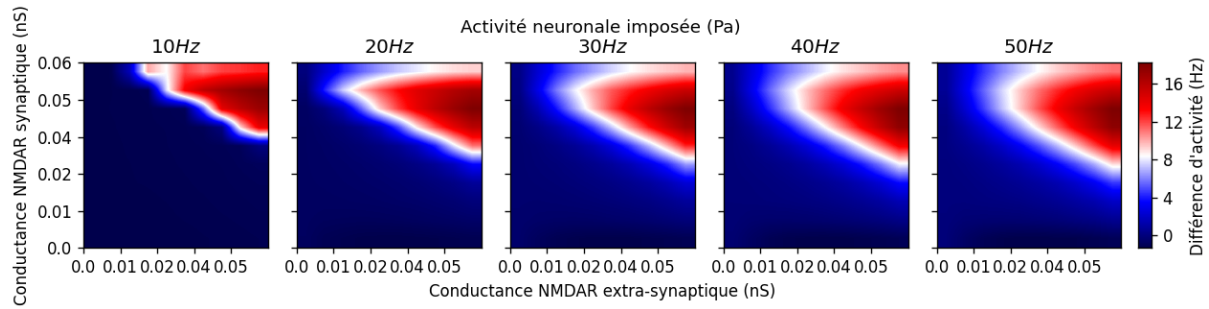 Activité neuronale imposée (Pa)
10Hz 20Hz 30Hz 40Hz 50Hz
Conductance NMDAR synaptique (nS)
0.06
0.05
0.04
0.02
0.01
0.0
0.0 0.01 0.02 0.04 0.05 0.0 0.01 0.02 0.04 0.05 0.0 0.01 0.02 0.04 0.05 0.0 0.01 0.02 0.04 0.05 0.0 0.01 0.02 0.04 0.05
Conductance NMDAR extra-synaptique (nS)
16
12
8
4
0
Différence d'activité (Hz)